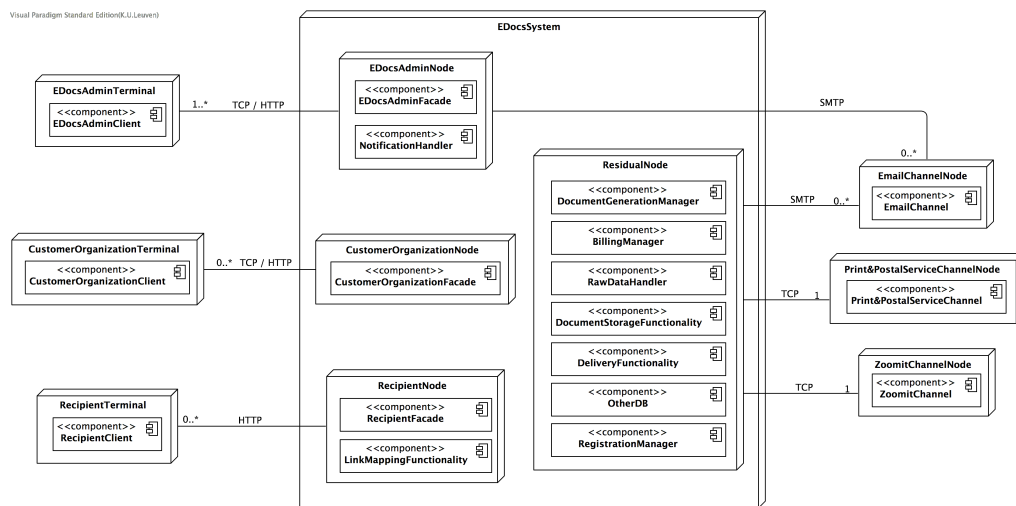 Visual Paradigm Standard Edition(K.U.Leuven)
EDocsSystem
EDocsAdminTerminal
<<component>>
EDocsAdminClient
1..*
TCP / HTTP
EDocsAdminNode
<<component>>
EDocsAdminFacade
<<component>>
NotificationHandler
SMTP
0..*
EmailChannelNode
<<component>>
EmailChannel
SMTP
0..*
ResidualNode
<<component>>
DocumentGenerationManager
<<component>>
BillingManager
<<component>>
RawDataHandler
<<component>>
DocumentStorageFunctionality
<<component>>
DeliveryFunctionality
<<component>>
OtherDB
<<component>>
RegistrationManager
CustomerOrganizationTerminal
<<component>>
CustomerOrganizationClient
0..*
TCP / HTTP
CustomerOrganizationNode
<<component>>
CustomerOrganizationFacade
TCP
1
Print&PostalServiceChannelNode
<<component>>
Print&PostalServiceChannel
TCP
1
ZoomitChannelNode
<<component>>
ZoomitChannel
RecipientTerminal
<<component>>
RecipientClient
0..*
HTTP
RecipientNode
<<component>>
RecipientFacade
<<component>>
LinkMappingFunctionality